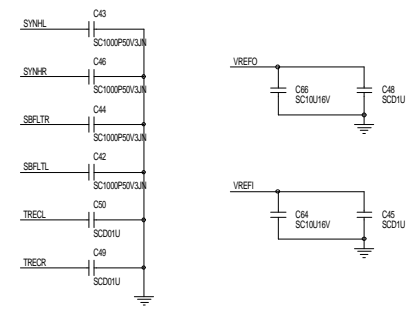 C43
SYNHL
SC1000P50V3JN
C46
SYNHR
SC1000P50V3JN
C44
SBFLTR
SC1000P50V3JN
C42
SBFLTL
SC1000P50V3JN
C50
TRECL
SCD01U
C49
TRECR
SCD01U
VREFO
C66
SC10U16V
C48
SCD1U
VREFI
C64
SC10U16V
C45
SCD1U